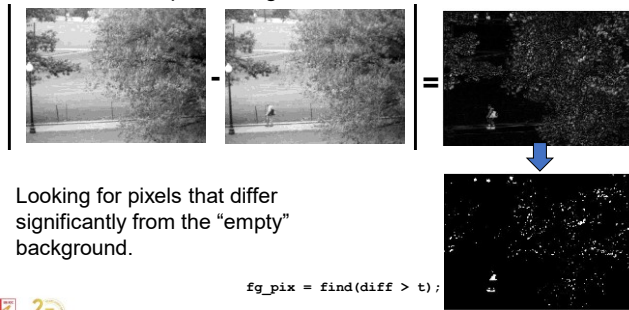 -
=
Looking for pixels that differ
significantly from the “empty”
background.
fg_pix = find(diff > t);